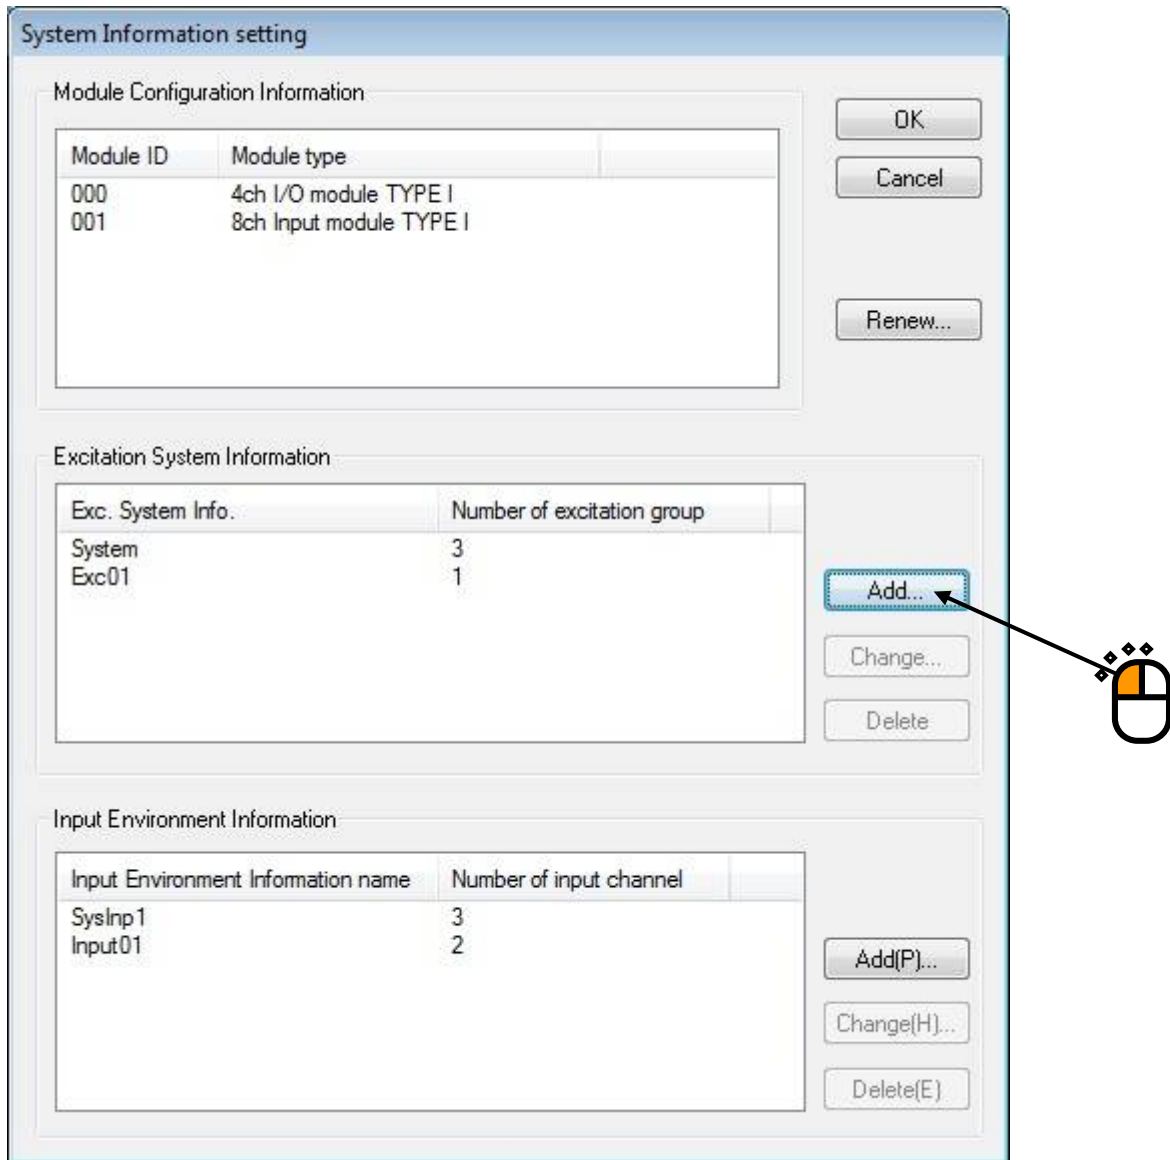 System Information setting
Module Configuration Information
OK
Module ID Module type
Cancel
000 4ch I/O module TYPE I
001 8ch Input module TYPE I
Renew...
Excitation System Information
Exc. System Info. Number of excitation group
System 3
Exc01 1
Add...
Change...
Delete
Input Environment Information
Input Environment Information name Number of input channel
SysInp1 3
Input01 2
Add(P)...
Change(H)...
Delete(E)